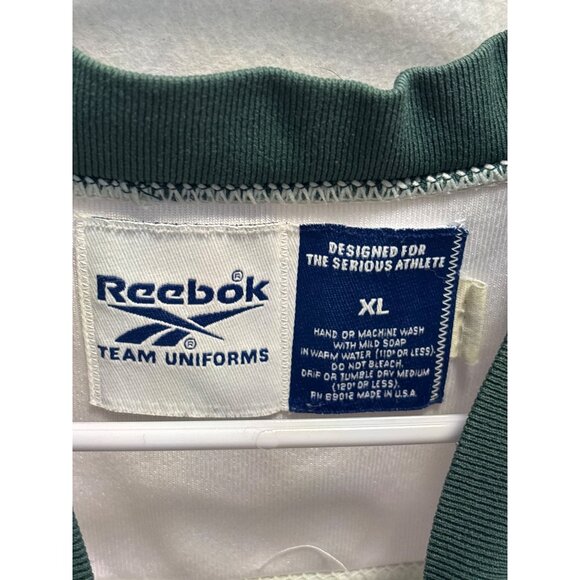 Reebok®
®
TEAM UNIFORMS
DESIGNED FOR
THE SERIOUS ATHLETE
XL
HAND OR MACHINE WASH
WITH MILD SOAP
IN WARM WATER (110° OR LESS).
DO NOT BLEACH.
DRIP OR TUMBLE DRY MEDIUM
(120° OR LESS).
RN 69012 MADE IN U.S.A.